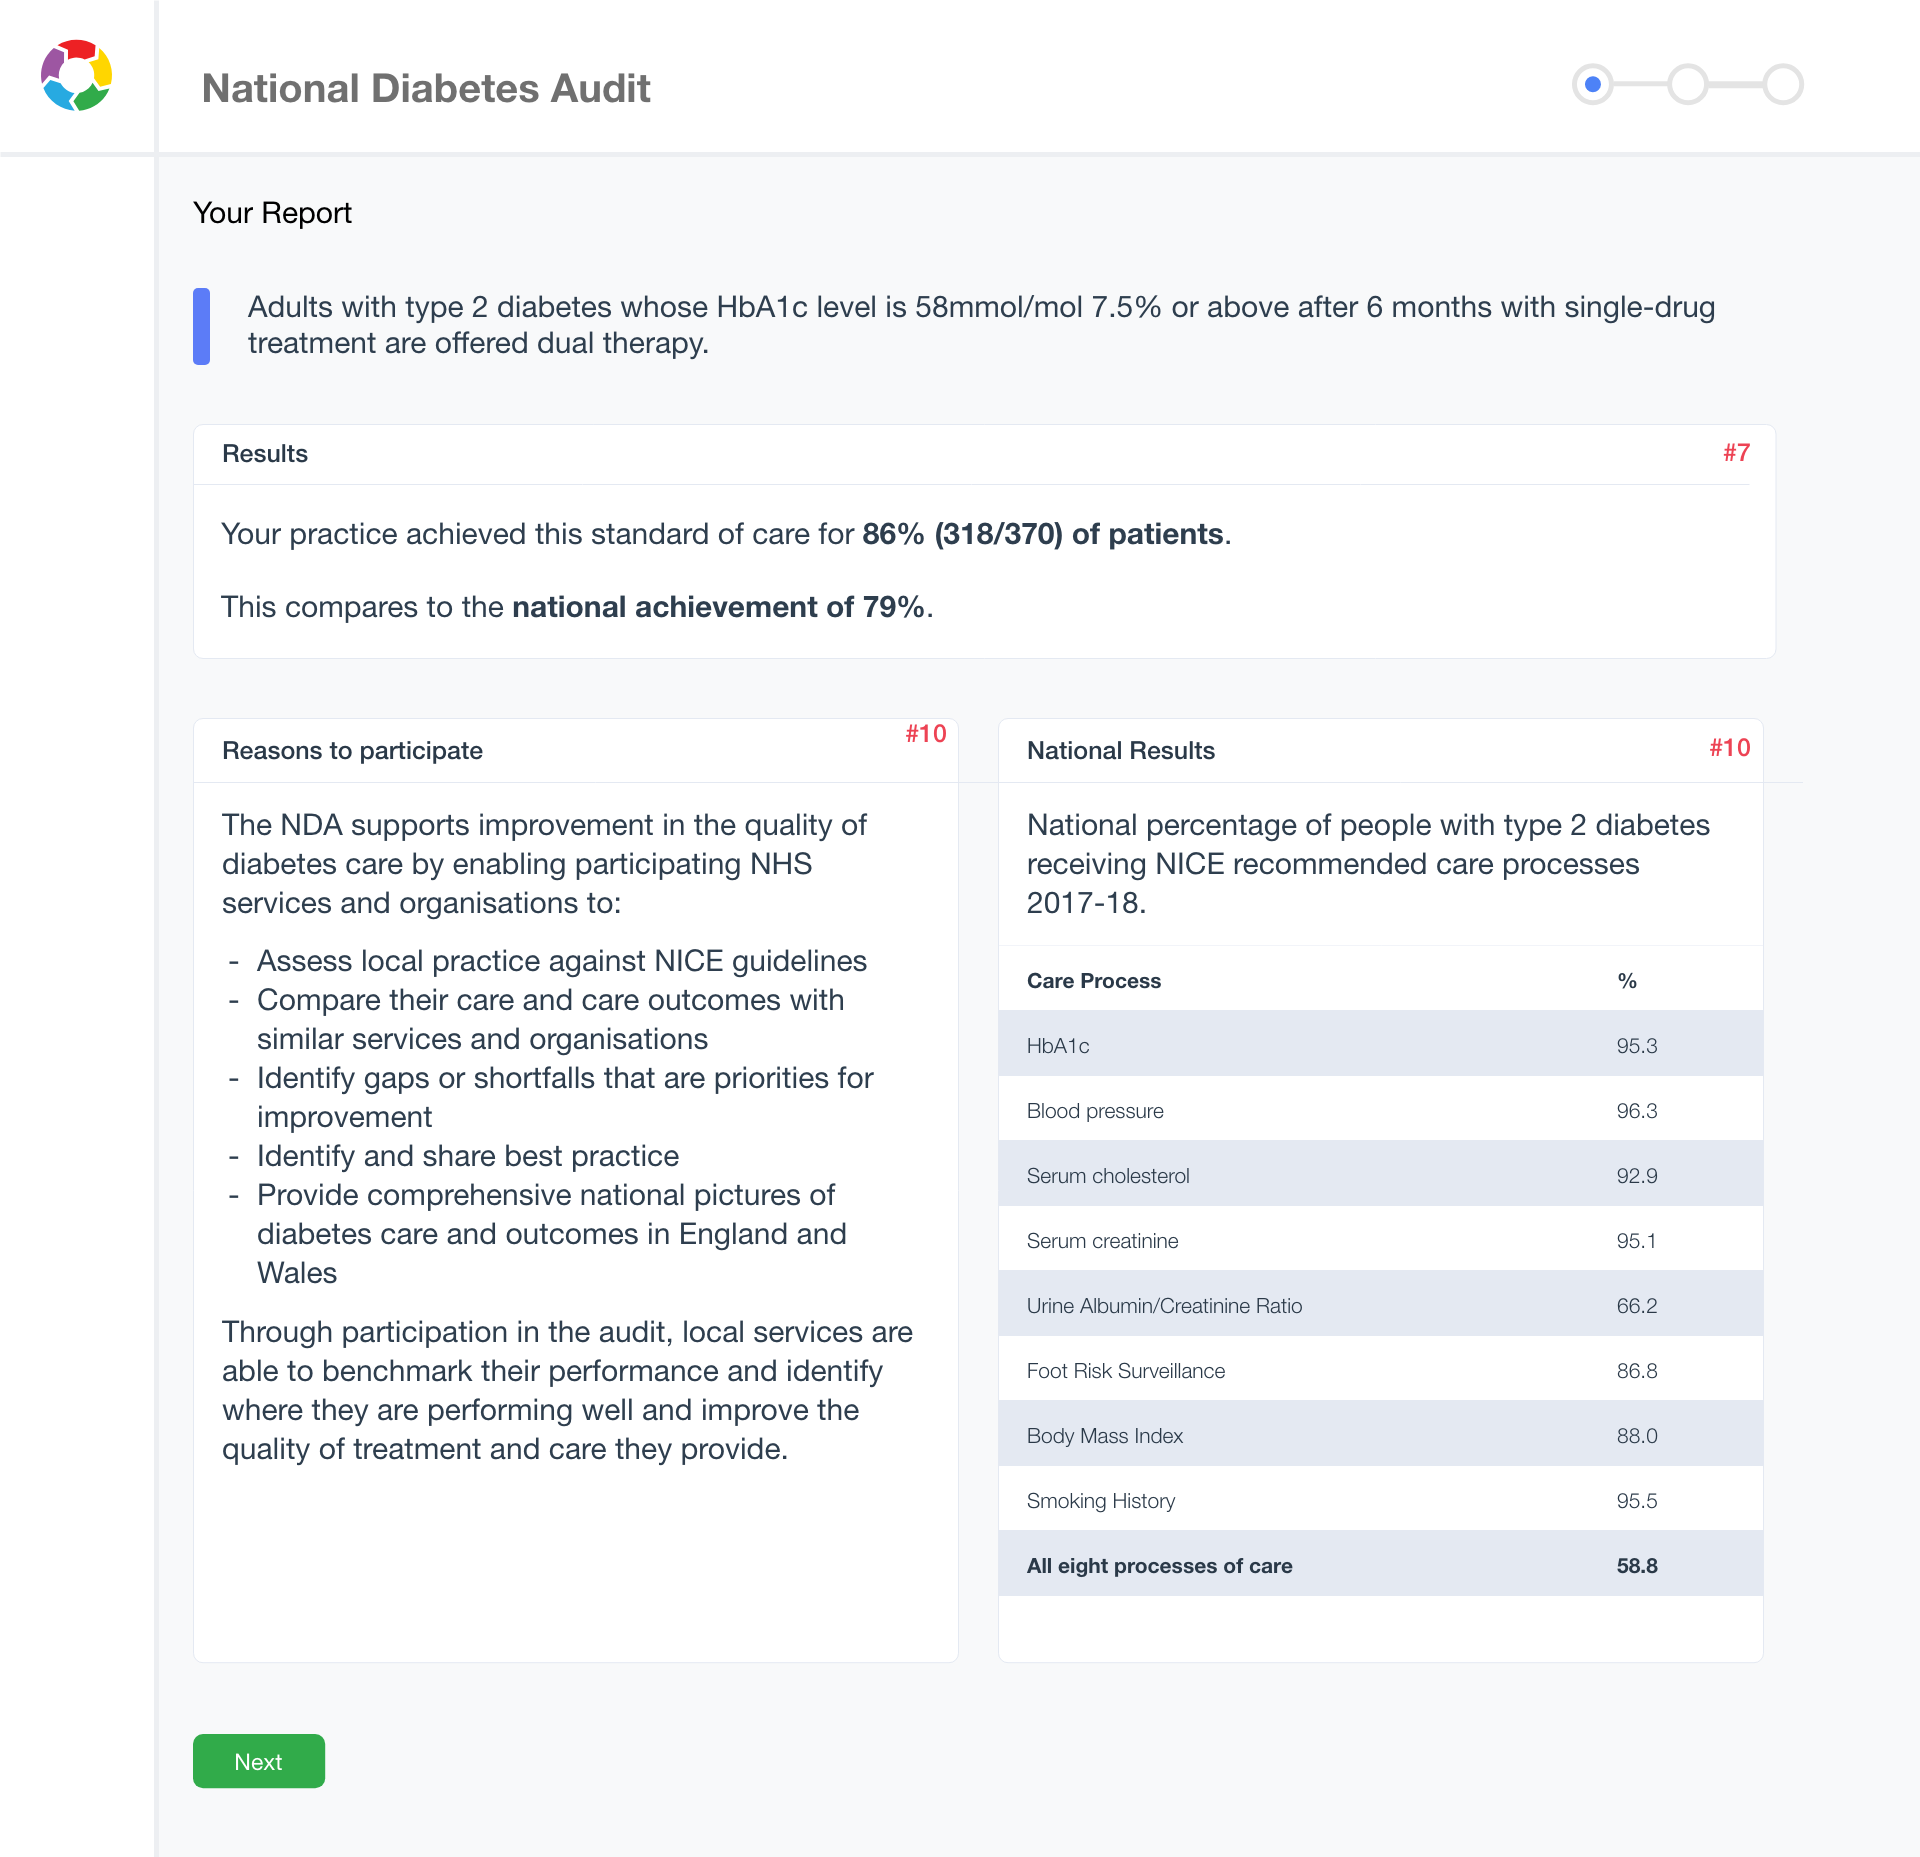 National Diabetes Audit
Your Report
Adults with type 2 diabetes whose HbA1c level is 58mmol/mol 7.5% or above after 6 months with single-drug
treatment are offered dual therapy.
Results
#7
Your practice achieved this standard of care for 86% (318/370) of patients.
This compares to the national achievement of 79%.
Reasons to participate
#10
The NDA supports improvement in the quality of
diabetes care by enabling participating NHS
services and organisations to:
- Assess local practice against NICE guidelines
- Compare their care and care outcomes with
similar services and organisations
- Identify gaps or shortfalls that are priorities for
improvement
- Identify and share best practice
- Provide comprehensive national pictures of
diabetes care and outcomes in England and
Wales
Through participation in the audit, local services are
able to benchmark their performance and identify
where they are performing well and improve the
quality of treatment and care they provide.
National Results
#10
National percentage of people with type 2 diabetes
receiving NICE recommended care processes
2017-18.
Care Process %
HbA1c 95.3
Blood pressure 96.3
Serum cholesterol 92.9
Serum creatinine 95.1
Urine Albumin/Creatinine Ratio 66.2
Foot Risk Surveillance 86.8
Body Mass Index 88.0
Smoking History 95.5
All eight processes of care 58.8
Next